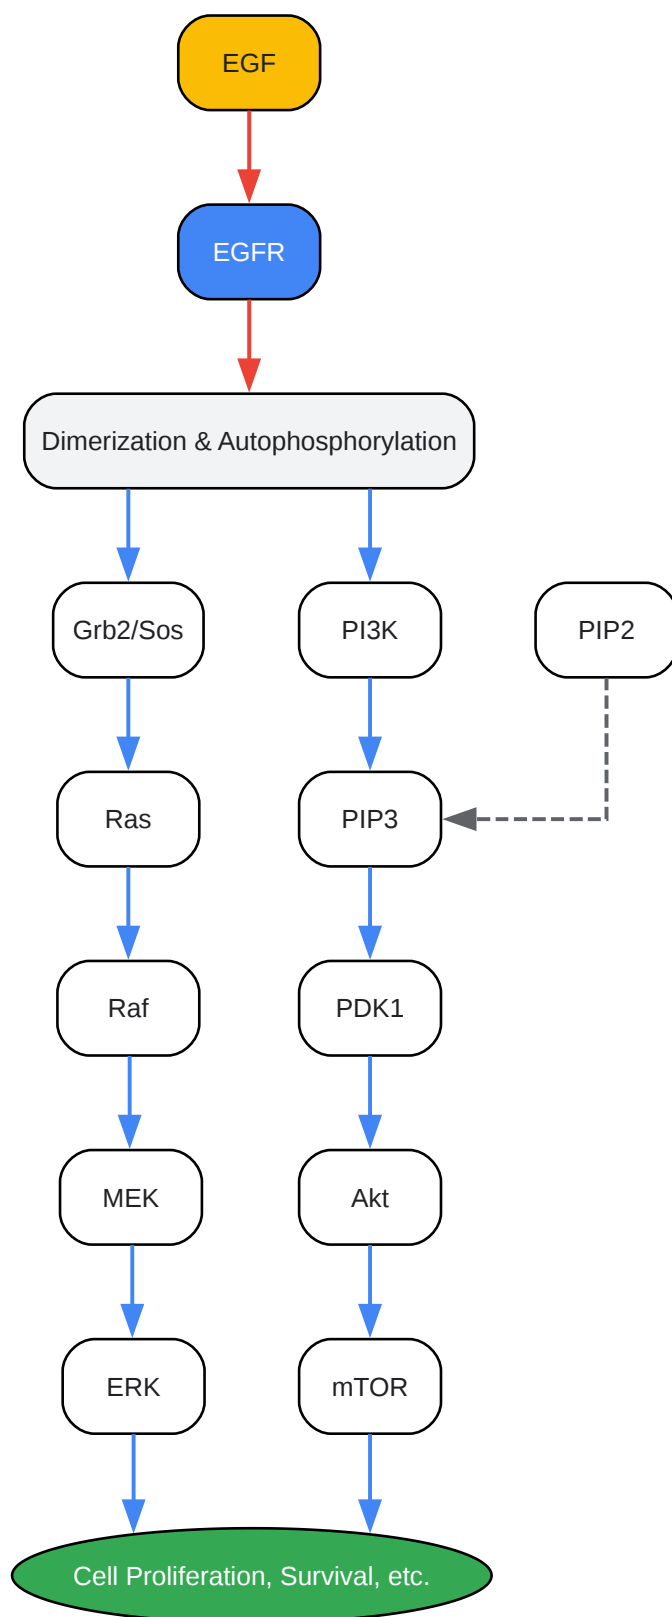 EGF
EGFR
Dimerization & Autophosphorylation
Grb2/Sos
PI3K
PIP2
Ras
PIP3
Raf
PDK1
MEK
Akt
ERK
mTOR
Cell Proliferation, Survival, etc.